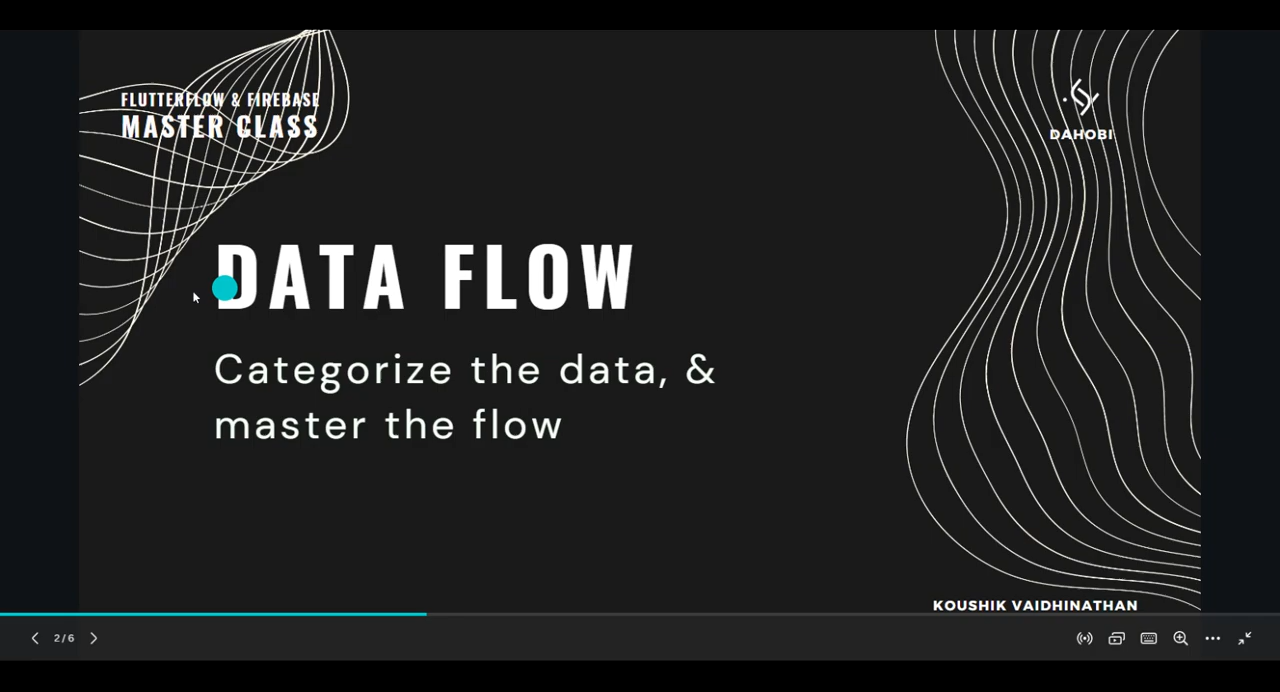 FLUTTERFLOW & FIREBASE
MASTER CLASS
DAHOBI
DATA FLOW
Categorize the data, &
master the flow
KOUSHIK VAIDHINATHAN
2/6